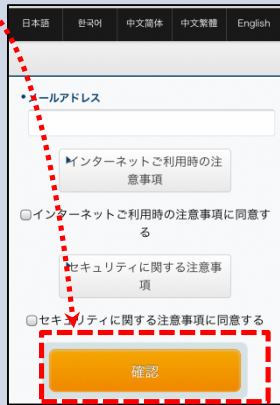 日本語 한국어 中文简体 中文繁體 English
・メールアドレス
インターネットご利用時の注
意事項
インターネットご利用時の注意事項に同意す
る
セキュリティに関する注意事
項
セキュリティに関する注意事項に同意する
確認